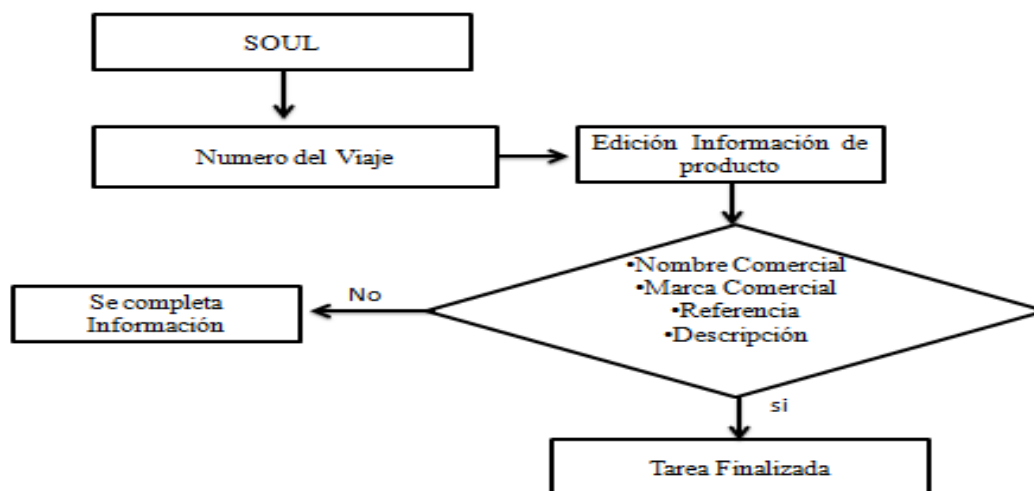 SOUL
Numero del Viaje
Edición Información de
producto
•Nombre Comercial
•Marca Comercial
•Referencia
•Descripción
No
Se completa
Información
si
Tarea Finalizada